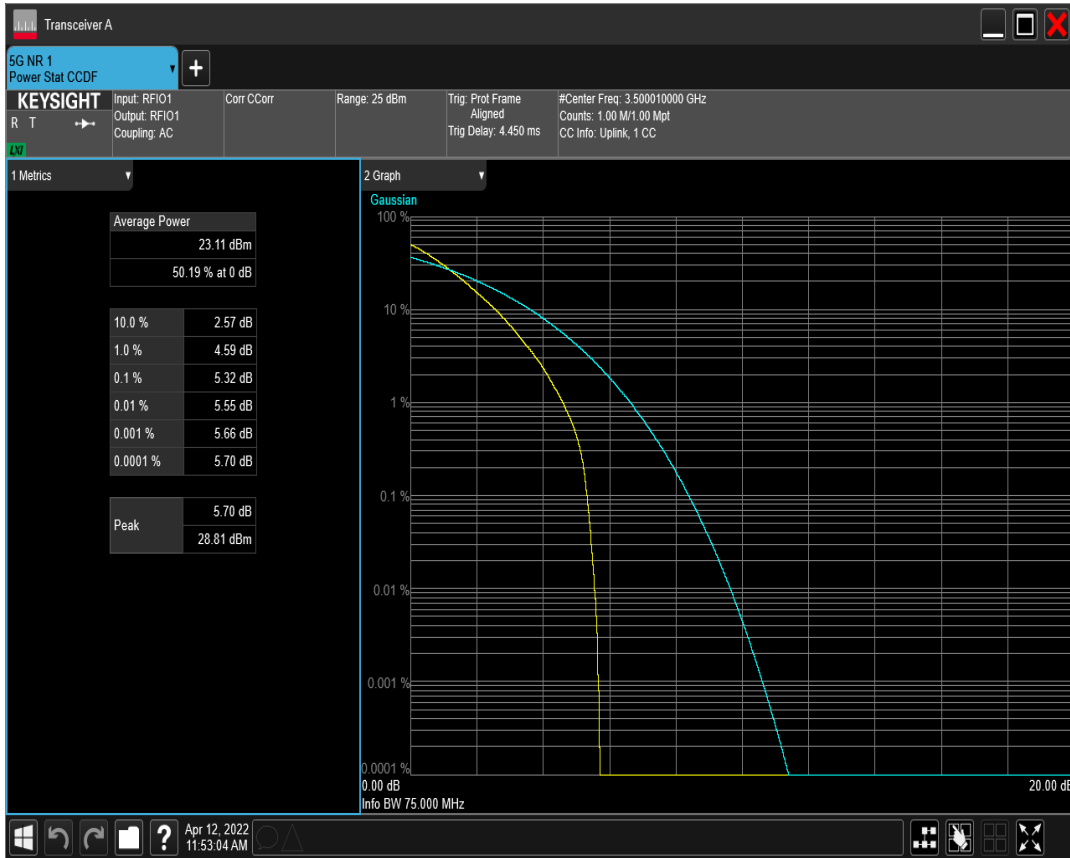 Transceiver A
5G NR 1
Power Stat CCDF
+
KEYSIGHT
R T
LXI
Input: RFIO1
Output: RFIO1
Coupling: AC
Corr CCorr
Range: 25 dBm
Trig: Prot Frame
Aligned
Trig Delay: 4.450 ms
#Center Freq: 3.500010000 GHz
Counts: 1.00 M/1.00 Mpt
CC Info: Uplink, 1 CC
1 Metrics
Average Power
23.11 dBm
50.19 % at 0 dB
10.0 % 2.57 dB
1.0 % 4.59 dB
0.1 % 5.32 dB
0.01 % 5.55 dB
0.001 % 5.66 dB
0.0001 % 5.70 dB
Peak 5.70 dB
28.81 dBm
2 Graph
Gaussian
100 %
10 %
1 %
0.1 %
0.01 %
0.001 %
0.0001 %
0.00 dB 20.00 dB
Info BW 75.000 MHz
?
Apr 12, 2022
11:53:04 AM